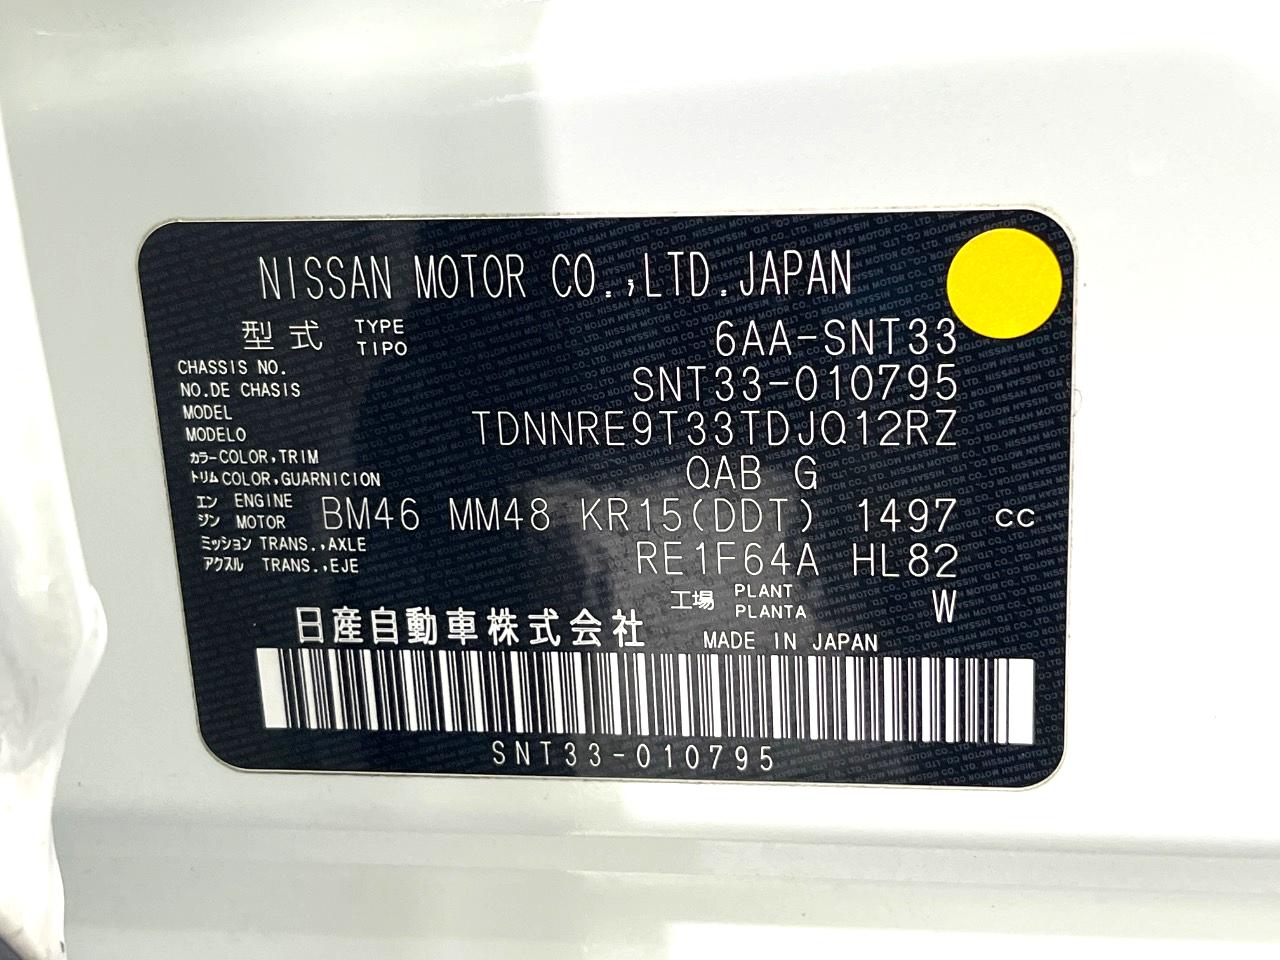 NISSAN MOTOR CO.,LTD.JAPAN
型式 TYPE TIPO 6AA-SNT33
CHASSIS NO.
NO.DE CHASIS SNT33-010795
MODEL
MODELO TDNNRE9T33TDJQ12RZ
カラー COLOR,TRIM
トリム COLOR,GUARNICION QAB G
エン ENGINE
ジン MOTOR BM46 MM48 KR15(DDT) 1497 CC
ミッション TRANS.,AXLE
アクスル TRANS.,EJE RE1F64A HL82
工場 PLANT PLANTA W
日産自動車株式会社 MADE IN JAPAN
SNT33-010795